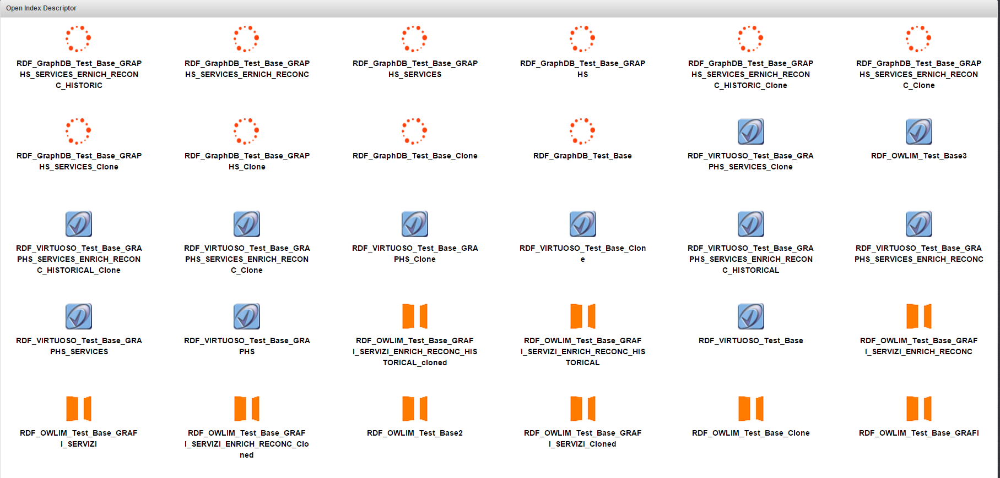 Open Index Descriptor
RDF_GraphDB_Test_Base_GRAP
HS_SERVICES_ERNICH_RECON
C_HISTORIC
RDF_GraphDB_Test_Base_GRAP
HS_SERVICES_ERNICH_RECONC
RDF_GraphDB_Test_Base_GRAP
HS_SERVICES
RDF_GraphDB_Test_Base_GRAP
HS
RDF_GraphDB_Test_Base_GRAP
HS_SERVICES_ERNICH_RECON
C_HISTORIC_Clone
RDF_GraphDB_Test_Base_GRAP
HS_SERVICES_ERNICH_RECON
C_Clone
RDF_GraphDB_Test_Base_GRAP
HS_SERVICES_Clone
RDF_GraphDB_Test_Base_GRAP
HS_Clone
RDF_GraphDB_Test_Base_Clone
RDF_GraphDB_Test_Base
RDF_VIRTUOSO_Test_Base_GRA
PHS_SERVICES_Clone
RDF_OWLIM_Test_Base3
RDF_VIRTUOSO_Test_Base_GRA
PHS_SERVICES_ENRICH_RECON
C_HISTORICAL_Clone
RDF_VIRTUOSO_Test_Base_GRA
PHS_SERVICES_ENRICH_RECON
C_Clone
RDF_VIRTUOSO_Test_Base_GRA
PHS_Clone
RDF_VIRTUOSO_Test_Base_Clon
e
RDF_VIRTUOSO_Test_Base_GRA
PHS_SERVICES_ENRICH_RECON
C_HISTORICAL
RDF_VIRTUOSO_Test_Base_GRA
PHS_SERVICES_ENRICH_RECONC
RDF_VIRTUOSO_Test_Base_GRA
PHS_SERVICES
RDF_VIRTUOSO_Test_Base_GRA
PHS
RDF_OWLIM_Test_Base_GRAF
I_SERVIZI_ENRICH_RECONC_HIS
TORICAL_cloned
RDF_OWLIM_Test_Base_GRAF
I_SERVIZI_ENRICH_RECONC_HIS
TORICAL
RDF_VIRTUOSO_Test_Base
RDF_OWLIM_Test_Base_GRAF
I_SERVIZI_ENRICH_RECONC
RDF_OWLIM_Test_Base_GRAF
I_SERVIZI
RDF_OWLIM_Test_Base_GRAF
I_SERVIZI_ENRICH_RECONC_Clo
ned
RDF_OWLIM_Test_Base2
RDF_OWLIM_Test_Base_GRAF
I_SERVIZI_Cloned
RDF_OWLIM_Test_Base_Clone
RDF_OWLIM_Test_Base_GRAFI